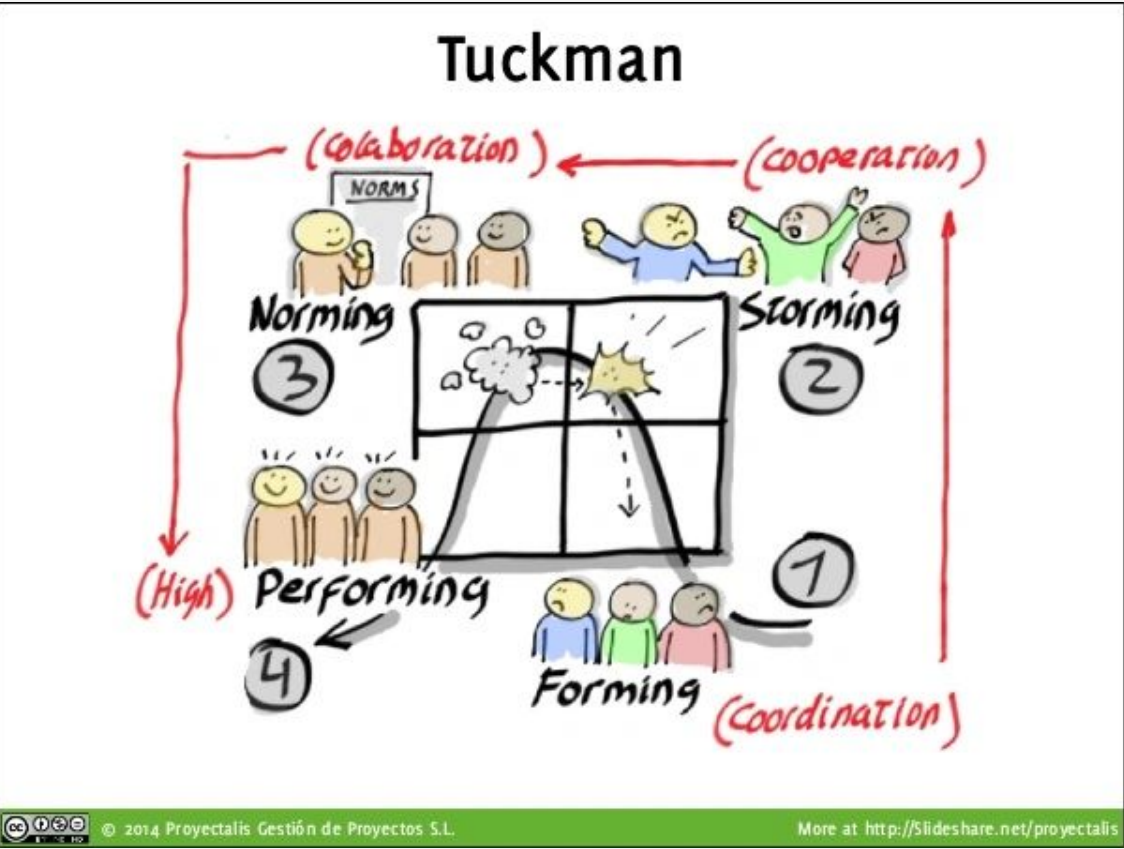 Tuckman
(Colaboration)
(Cooperation)
NORMS
Norming
Storming
3
2
1
(High)
Performing
4
Forming
(Coordination)
cc
© 2014 Proyectalis Gestión de Proyectos S.L.
More at http://Slideshare.net/proyectalis